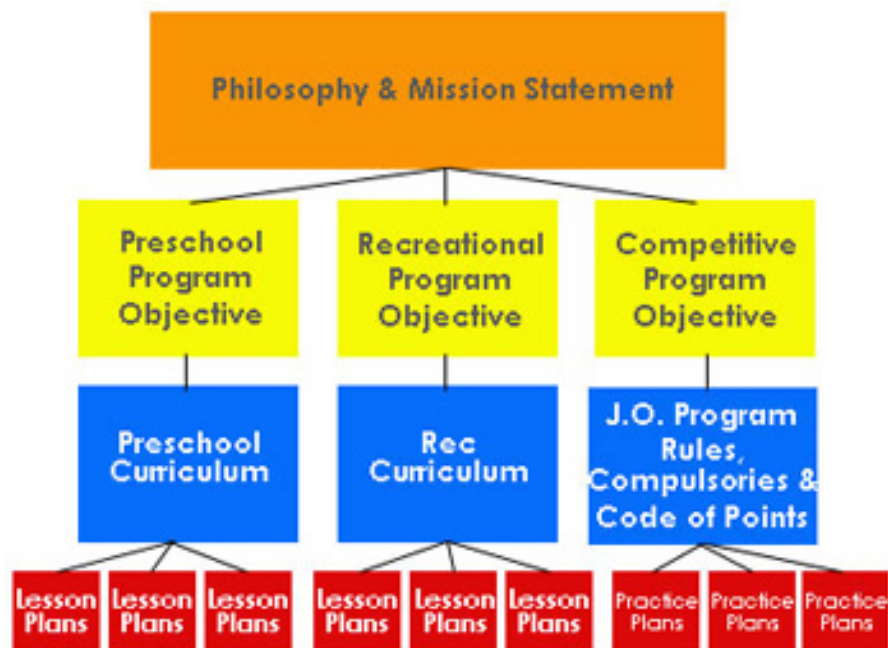 Philosophy & Mission Statement
Preschool
Program
Objective
Recreational
Program
Objective
Competitive
Program
Objective
Preschool
Curriculum
Rec
Curriculum
J.O. Program
Rules,
Compulsories &
Code of Points
Lesson
Plans
Lesson
Plans
Lesson
Plans
Lesson
Plans
Lesson
Plans
Lesson
Plans
Practice
Plans
Practice
Plans
Practice
Plans